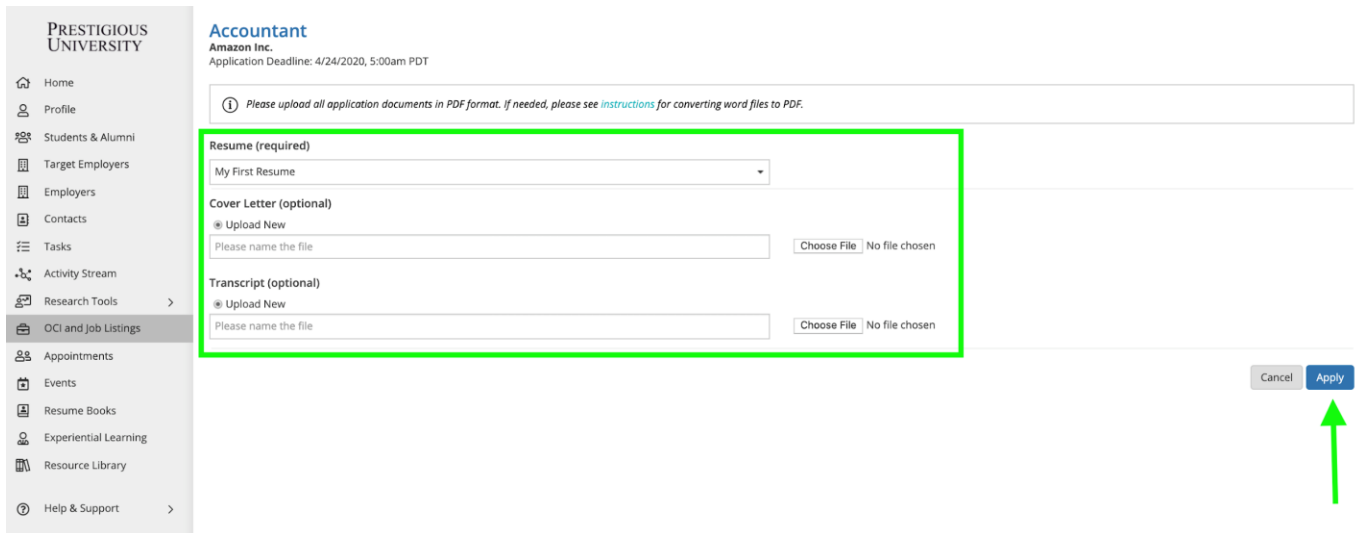 PRESTIGIOUS
UNIVERSITY
Home
Profile
Students & Alumni
Target Employers
Employers
Contacts
Tasks
Activity Stream
Research Tools
OCI and Job Listings
Appointments
Events
Resume Books
Experiential Learning
Resource Library
Help & Support
Accountant
Amazon Inc.
Application Deadline: 4/24/2020, 5:00am PDT
Please upload all application documents in PDF format. If needed, please see instructions for converting word files to PDF.
Resume (required)
My First Resume
Cover Letter (optional)
Upload New
Please name the file Choose File No file chosen
Transcript (optional)
Upload New
Please name the file Choose File No file chosen
Cancel Apply